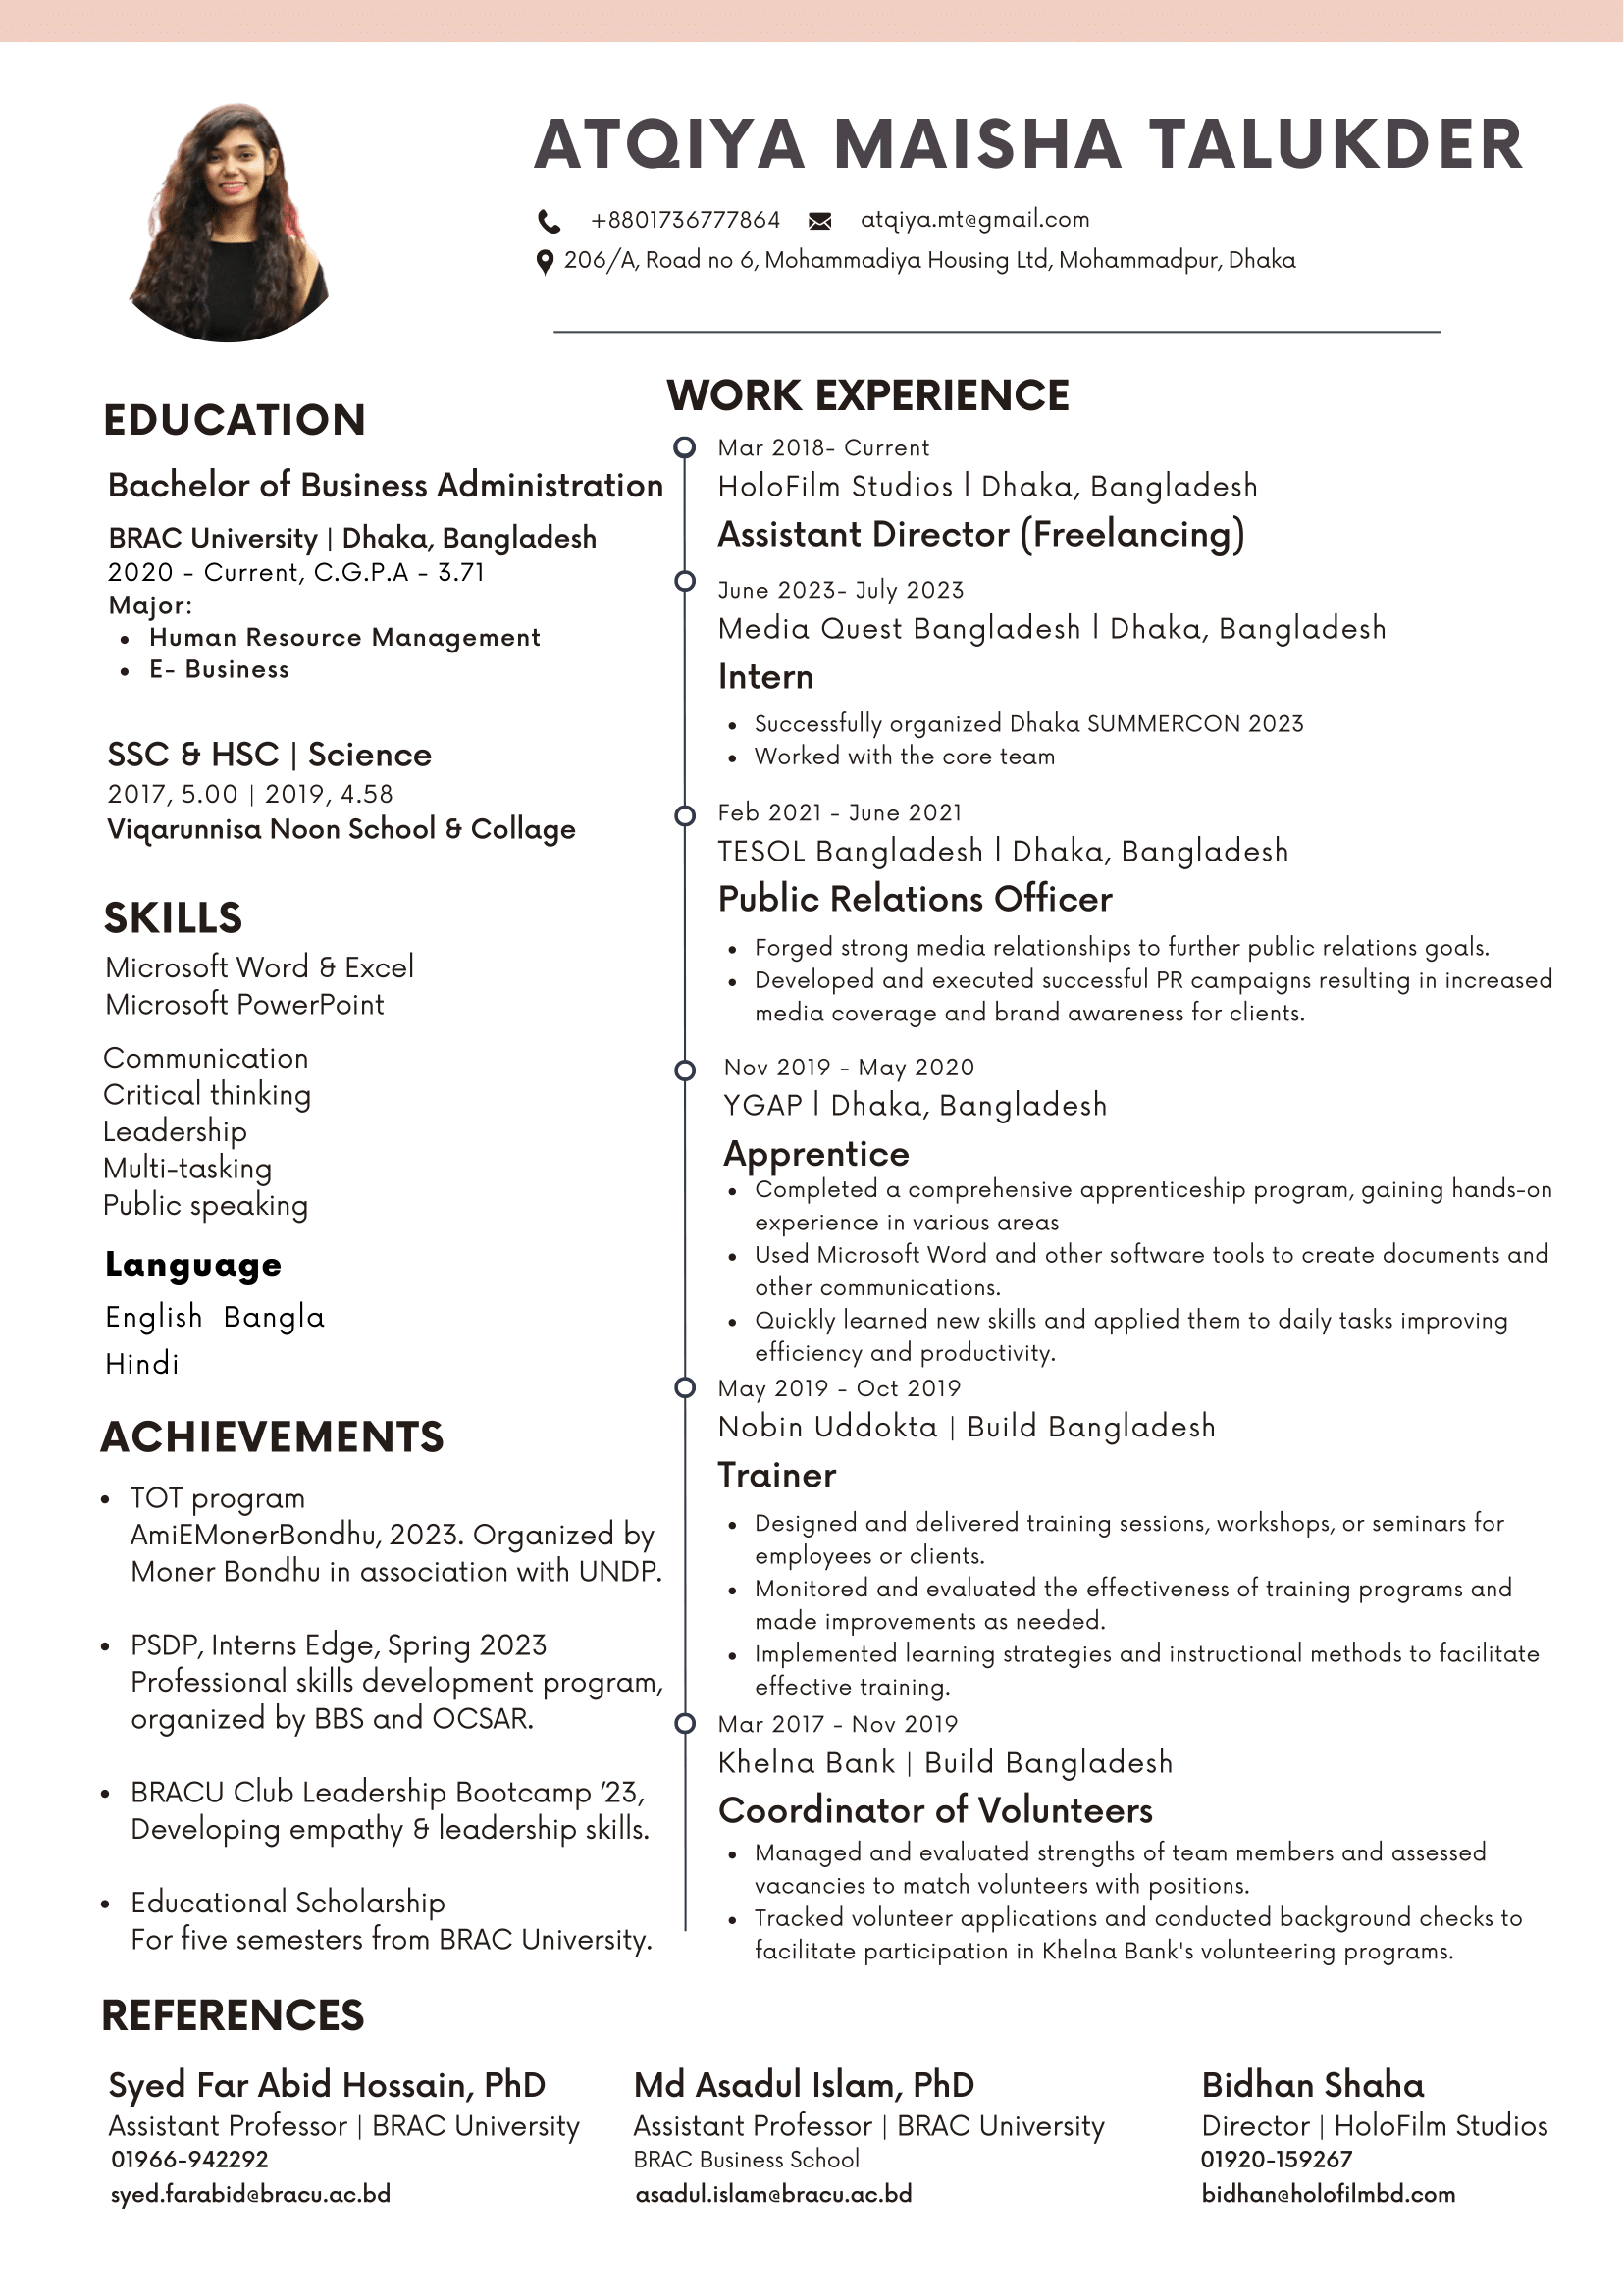 ATQIYA MAISHA TALUKDER
+8801736777864 atqiya.mt@gmail.com
206/A, Road no 6, Mohammadiya Housing Ltd, Mohammadpur, Dhaka
EDUCATION
Bachelor of Business Administration
BRAC University | Dhaka, Bangladesh
2020 - Current, C.G.P.A - 3.71
Major:
• Human Resource Management
• E- Business
SSC & HSC | Science
2017, 5.00 | 2019, 4.58
Viqarunnisa Noon School & Collage
SKILLS
Microsoft Word & Excel
Microsoft PowerPoint
Communication
Critical thinking
Leadership
Multi-tasking
Public speaking
Language
English Bangla
Hindi
ACHIEVEMENTS
• TOT program
AmiEMonerBondhu, 2023. Organized by
Moner Bondhu in association with UNDP.
• PSDP, Interns Edge, Spring 2023
Professional skills development program,
organized by BBS and OCSAR.
• BRACU Club Leadership Bootcamp ’23,
Developing empathy & leadership skills.
• Educational Scholarship
For five semesters from BRAC University.
WORK EXPERIENCE
Mar 2018- Current
HoloFilm Studios l Dhaka, Bangladesh
Assistant Director (Freelancing)
June 2023- July 2023
Media Quest Bangladesh l Dhaka, Bangladesh
Intern
• Successfully organized Dhaka SUMMERCON 2023
• Worked with the core team
Feb 2021 - June 2021
TESOL Bangladesh l Dhaka, Bangladesh
Public Relations Officer
• Forged strong media relationships to further public relations goals.
• Developed and executed successful PR campaigns resulting in increased
media coverage and brand awareness for clients.
Nov 2019 - May 2020
YGAP l Dhaka, Bangladesh
Apprentice
• Completed a comprehensive apprenticeship program, gaining hands-on
experience in various areas
• Used Microsoft Word and other software tools to create documents and
other communications.
• Quickly learned new skills and applied them to daily tasks improving
efficiency and productivity.
May 2019 - Oct 2019
Nobin Uddokta | Build Bangladesh
Trainer
• Designed and delivered training sessions, workshops, or seminars for
employees or clients.
• Monitored and evaluated the effectiveness of training programs and
made improvements as needed.
• Implemented learning strategies and instructional methods to facilitate
effective training.
Mar 2017 - Nov 2019
Khelna Bank | Build Bangladesh
Coordinator of Volunteers
• Managed and evaluated strengths of team members and assessed
vacancies to match volunteers with positions.
• Tracked volunteer applications and conducted background checks to
facilitate participation in Khelna Bank's volunteering programs.
REFERENCES
Syed Far Abid Hossain, PhD
Assistant Professor | BRAC University
01966-942292
syed.farabid@bracu.ac.bd
Md Asadul Islam, PhD
Assistant Professor | BRAC University
BRAC Business School
asadul.islam@bracu.ac.bd
Bidhan Shaha
Director | HoloFilm Studios
01920-159267
bidhan@holofilmbd.com